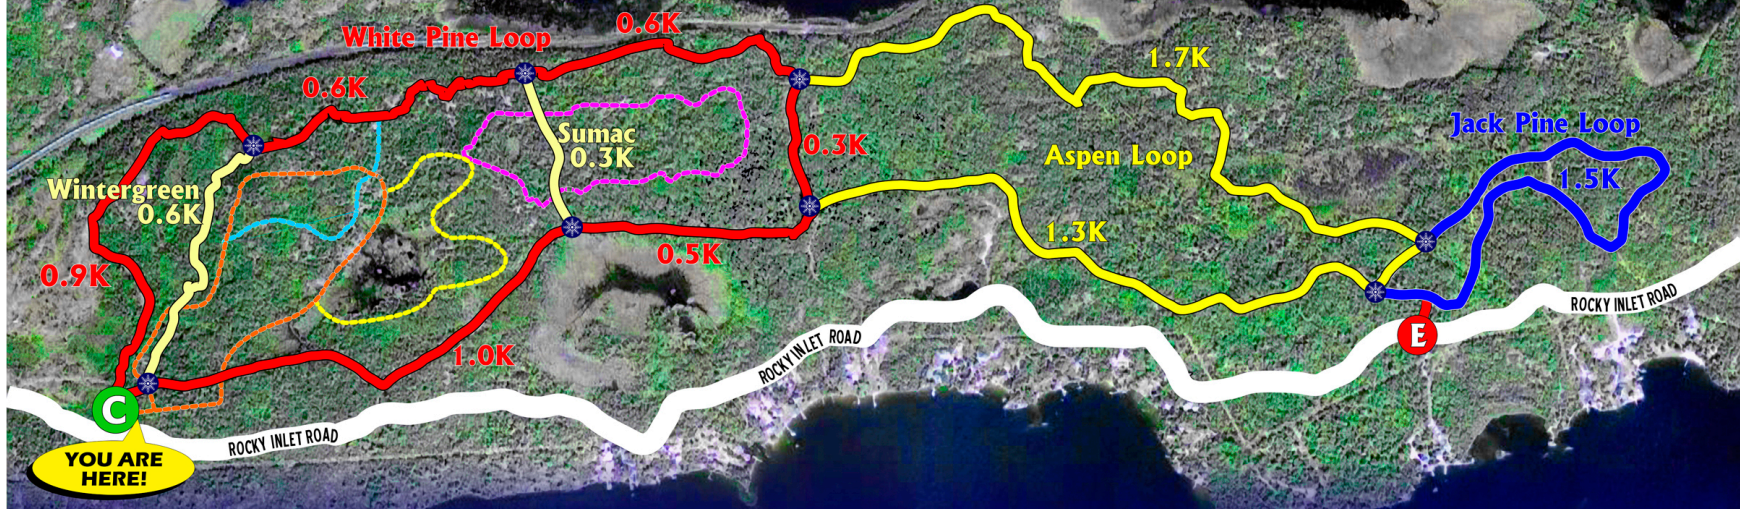 White Pine Loop
0.6K
0.6K
1.7K
Sumac
0.3K
0.3K
Aspen Loop
Jack Pine Loop
1.5K
Wintergreen
0.6K
0.9K
0.5K
1.3K
1.0K
ROCKY INLET ROAD
ROCKY INLET ROAD
ROCKY INLET ROAD
E
C
YOU ARE
HERE!